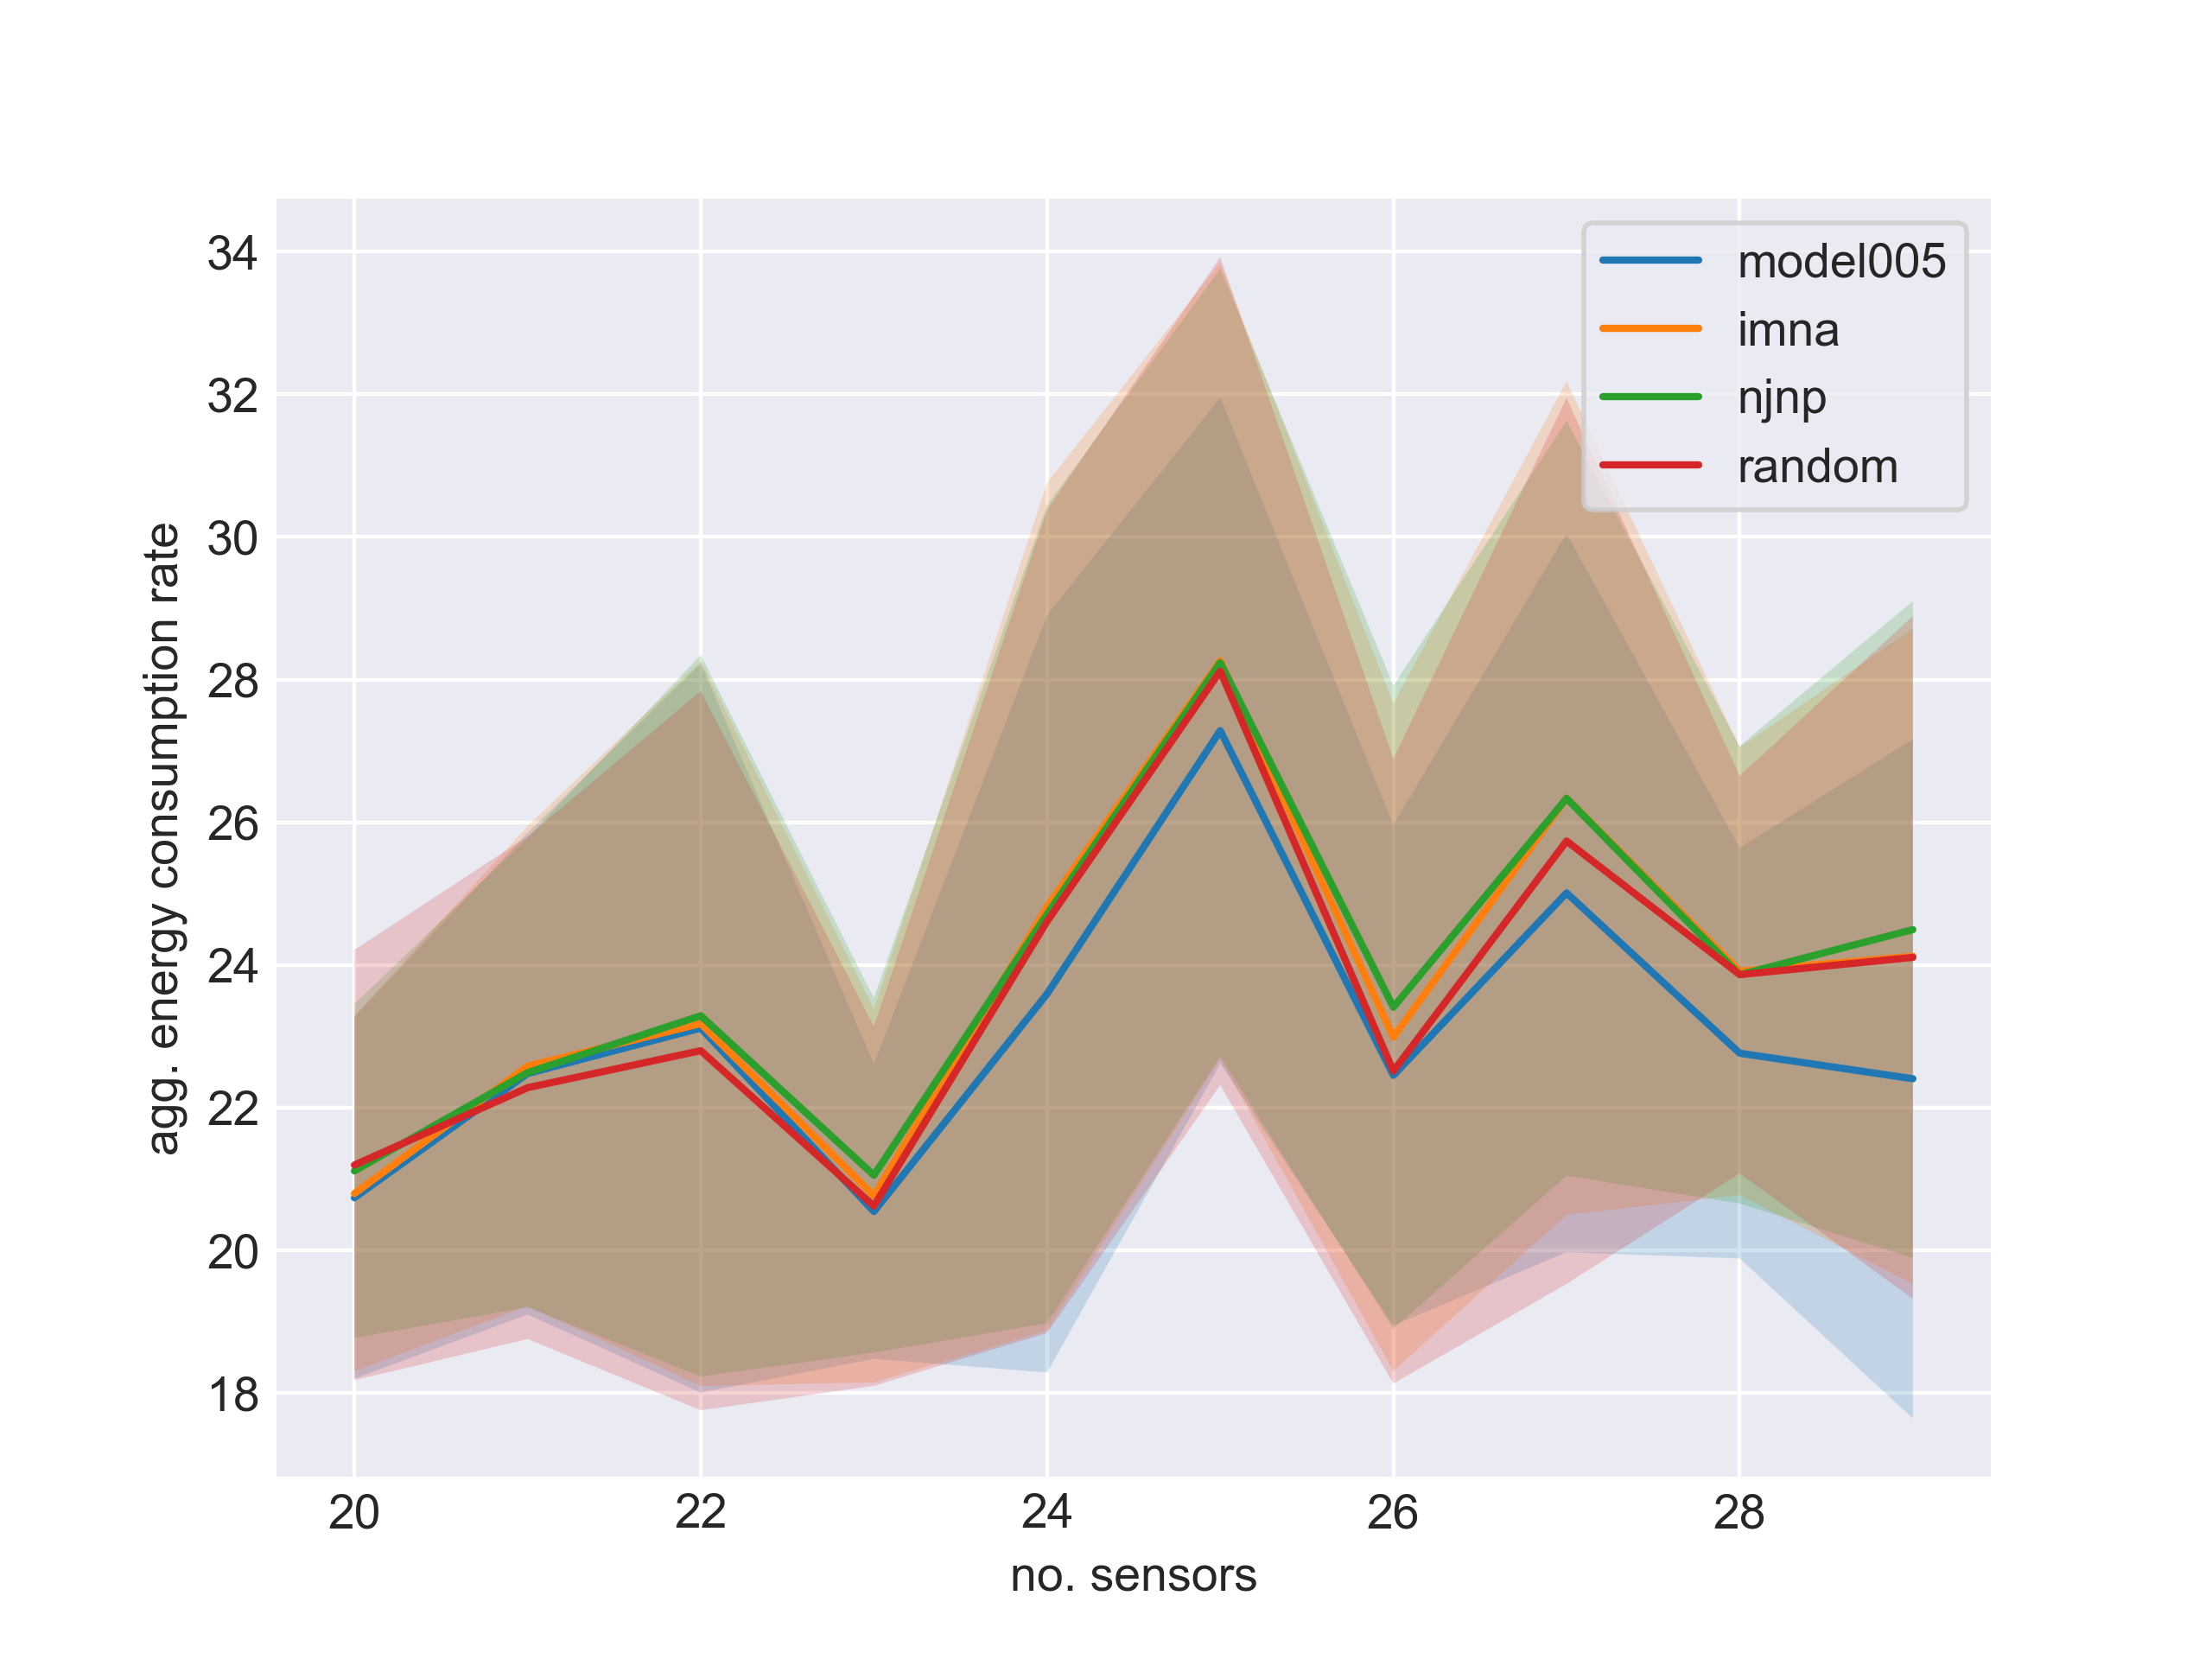 34
32
30
28
26
24
22
20
18
agg. energy consumption rate
model005
imna
njnp
random
20 22 24 26 28
no. sensors